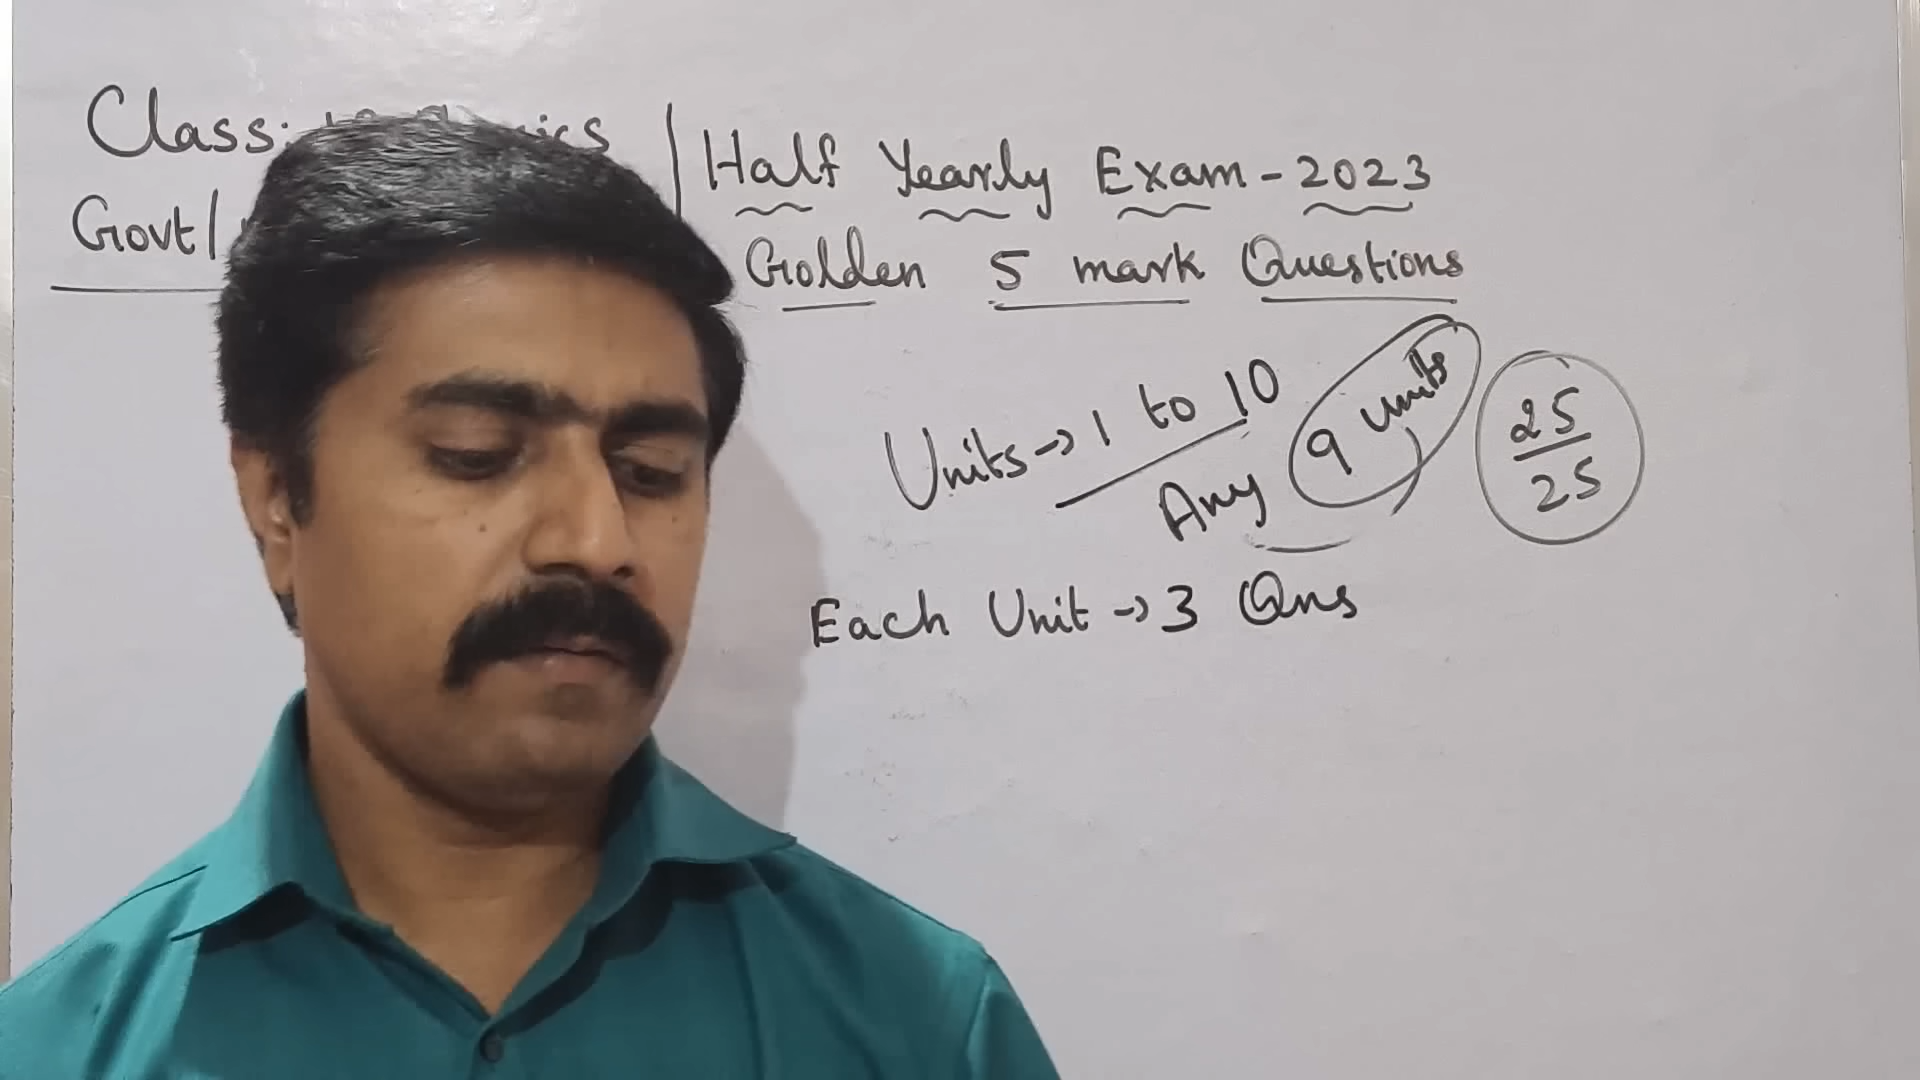 Class:
Govt/
Half Yearly Exam - 2023
Golden 5 mark Questions
Units → 1 to 10
Any 9 units
25
25
Each Unit → 3 Qns